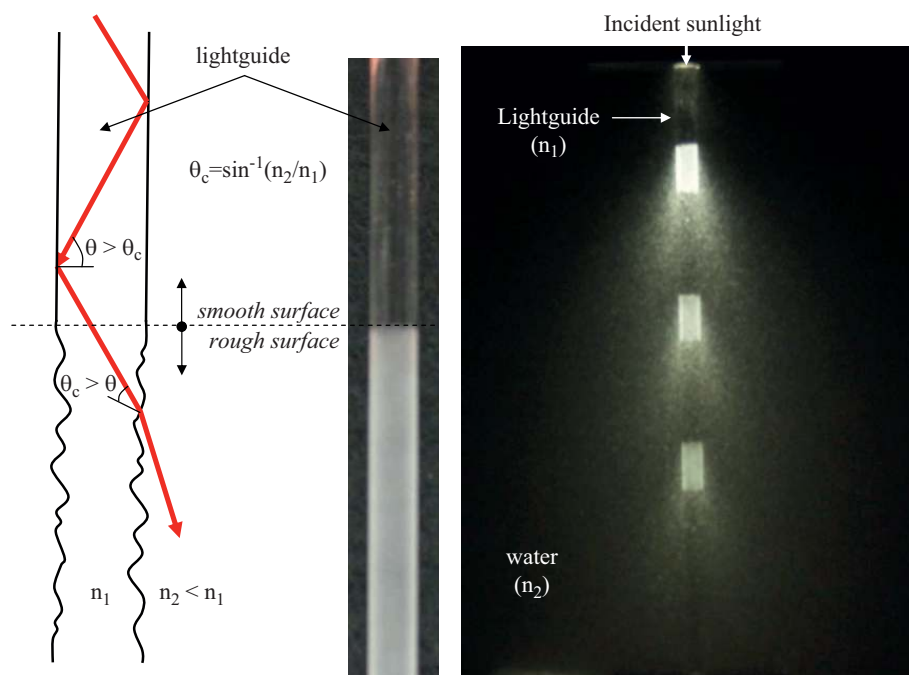 lightguide
θc=sin-1(n2/n1)
θ > θc
smooth surface
rough surface
θc > θ
n1
n2 < n1
Incident sunlight
Lightguide
(n1)
water
(n2)